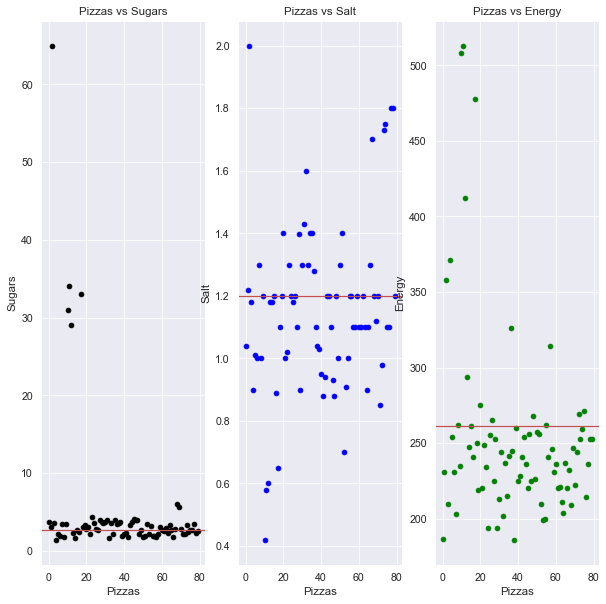 Pizzas vs Sugars
60
50
40
30
20
10
0
Sugars
0 20 40 60 80
Pizzas
Pizzas vs Salt
2.0
1.8
1.6
1.4
1.2
1.0
0.8
0.6
0.4
Salt
0 20 40 60 80
Pizzas
Pizzas vs Energy
500
450
400
350
300
250
200
Energy
0 20 40 60 80
Pizzas